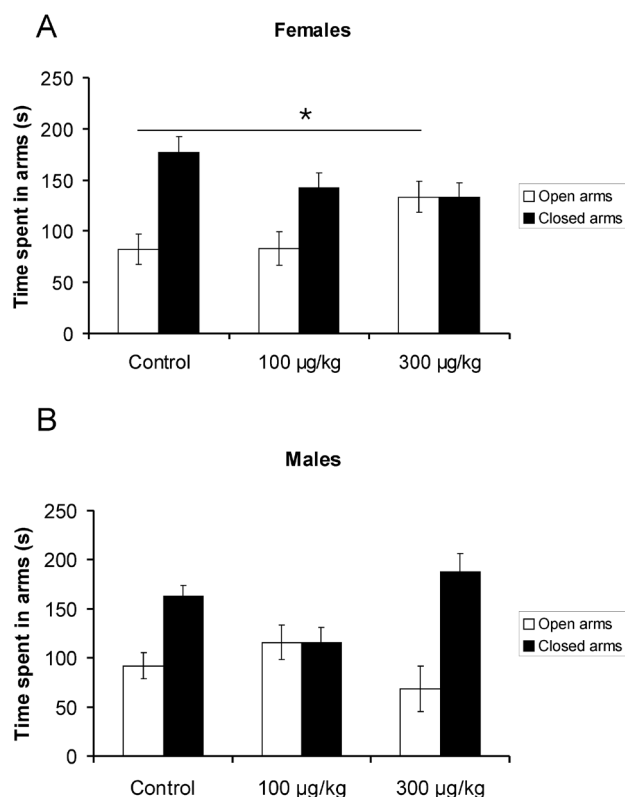 A
Females
Time spent in arms (s)
250
200
150
100
50
0
*
Open arms
Closed arms
Control 100 µg/kg 300 µg/kg
B
Males
Time spent in arms (s)
250
200
150
100
50
0
Open arms
Closed arms
Control 100 µg/kg 300 µg/kg